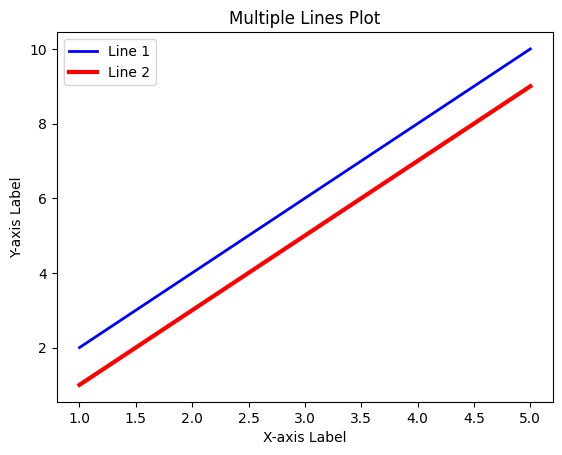 Multiple Lines Plot
Line 1
Line 2
Y-axis Label
10
8
6
4
2
1.0 1.5 2.0 2.5 3.0 3.5 4.0 4.5 5.0
X-axis Label